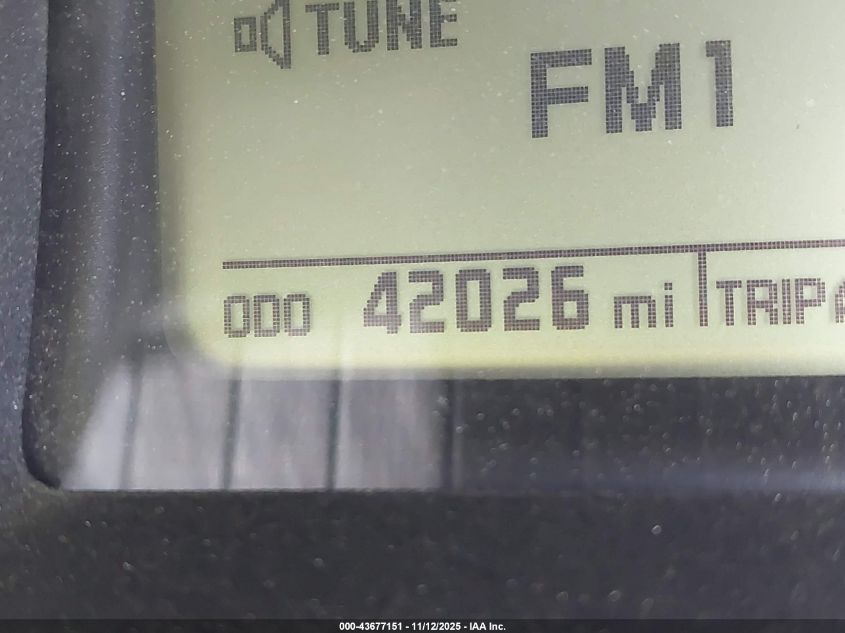 TUNE
FM1
ODO 42026 mi TRIP A
000-43677151 - 11/12/2025 - IAA Inc.